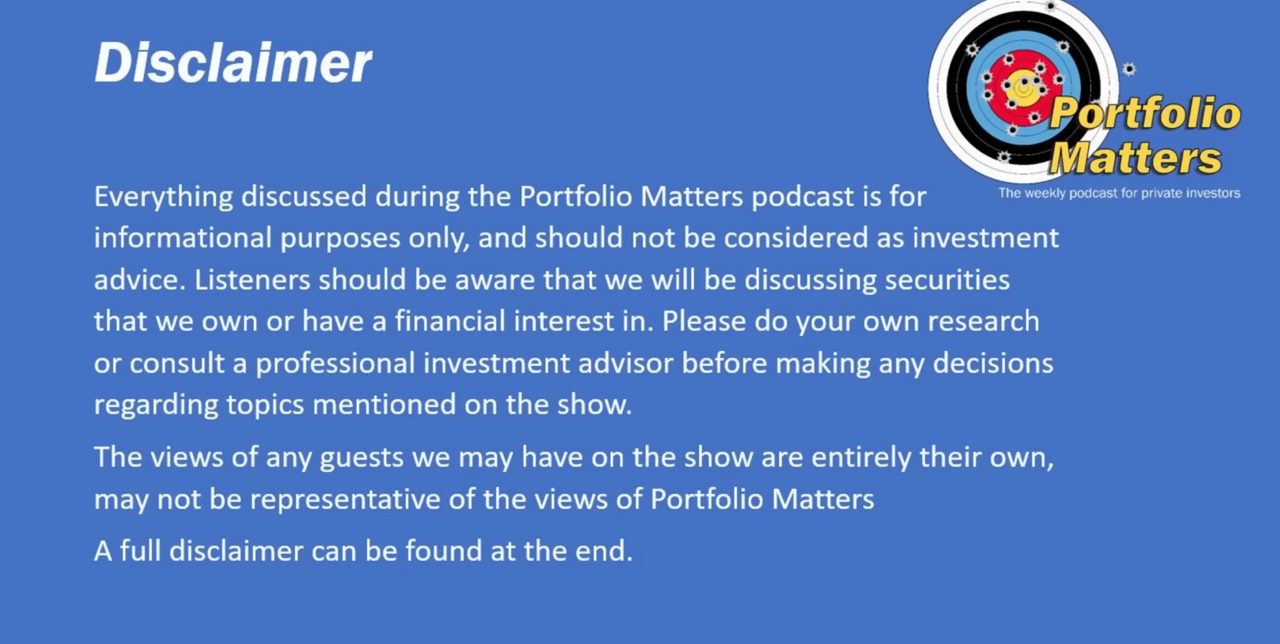 Disclaimer
Portfolio
Matters
The weekly podcast for private investors
Everything discussed during the Portfolio Matters podcast is for
informational purposes only, and should not be considered as investment
advice. Listeners should be aware that we will be discussing securities
that we own or have a financial interest in. Please do your own research
or consult a professional investment advisor before making any decisions
regarding topics mentioned on the show.
The views of any guests we may have on the show are entirely their own,
may not be representative of the views of Portfolio Matters
A full disclaimer can be found at the end.